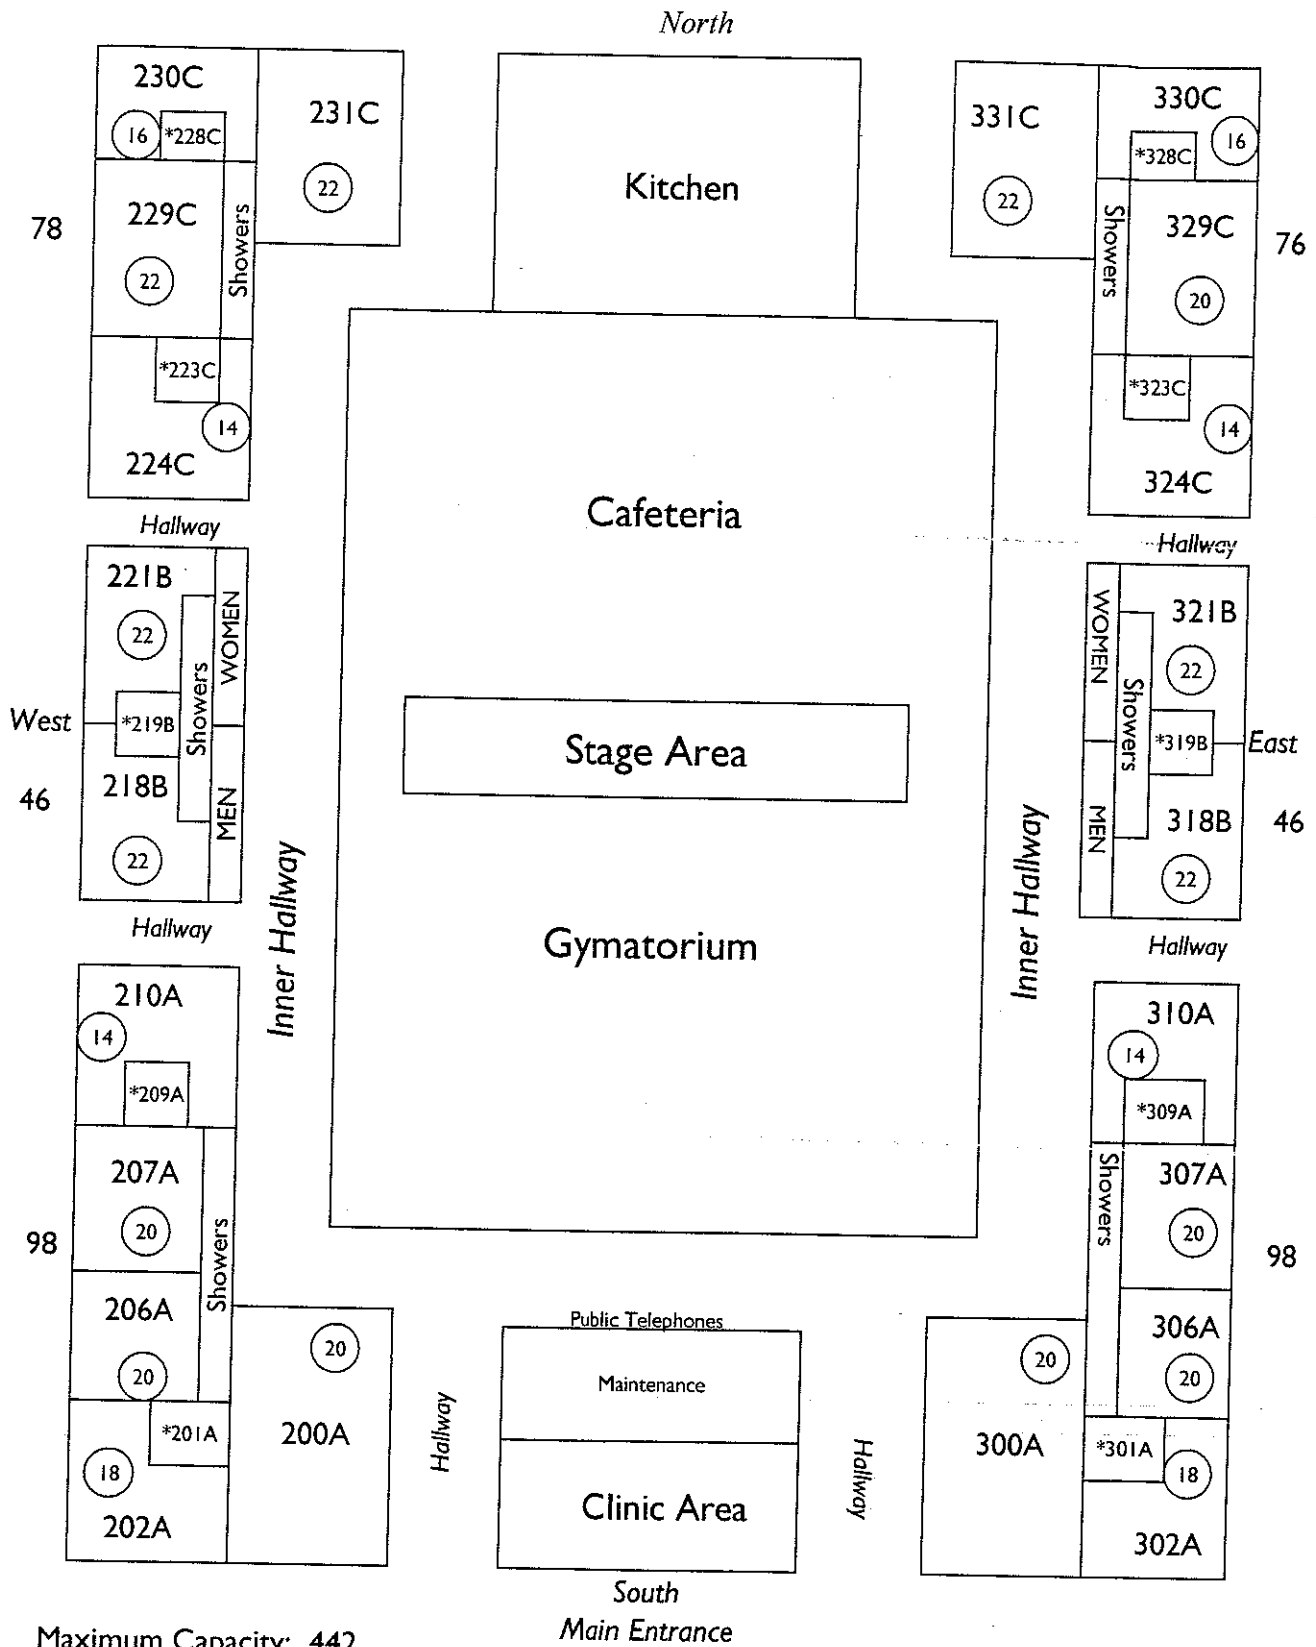 North
230C
16
*228C
231C
22
229C
22
Showers
78
*223C
14
224C
Hallway
221B
22
WOMEN
Showers
*219B
West
218B
46
22
MEN
Hallway
Inner Hallway
210A
14
*209A
207A
20
Showers
98
206A
20
*201A
18
202A
20
200A
Hallway
Kitchen
Cafeteria
Stage Area
Gymatorium
Public Telephones
Maintenance
Clinic Area
South
Main Entrance
331C
22
330C
16
*328C
Showers
329C
20
76
*323C
14
324C
Hallway
WOMEN
321B
22
Showers
*319B
East
318B
46
22
MEN
Inner Hallway
Hallway
310A
14
*309A
Showers
307A
20
98
306A
20
*301A
18
302A
20
300A
Hallway
Maximum Capacity: 442